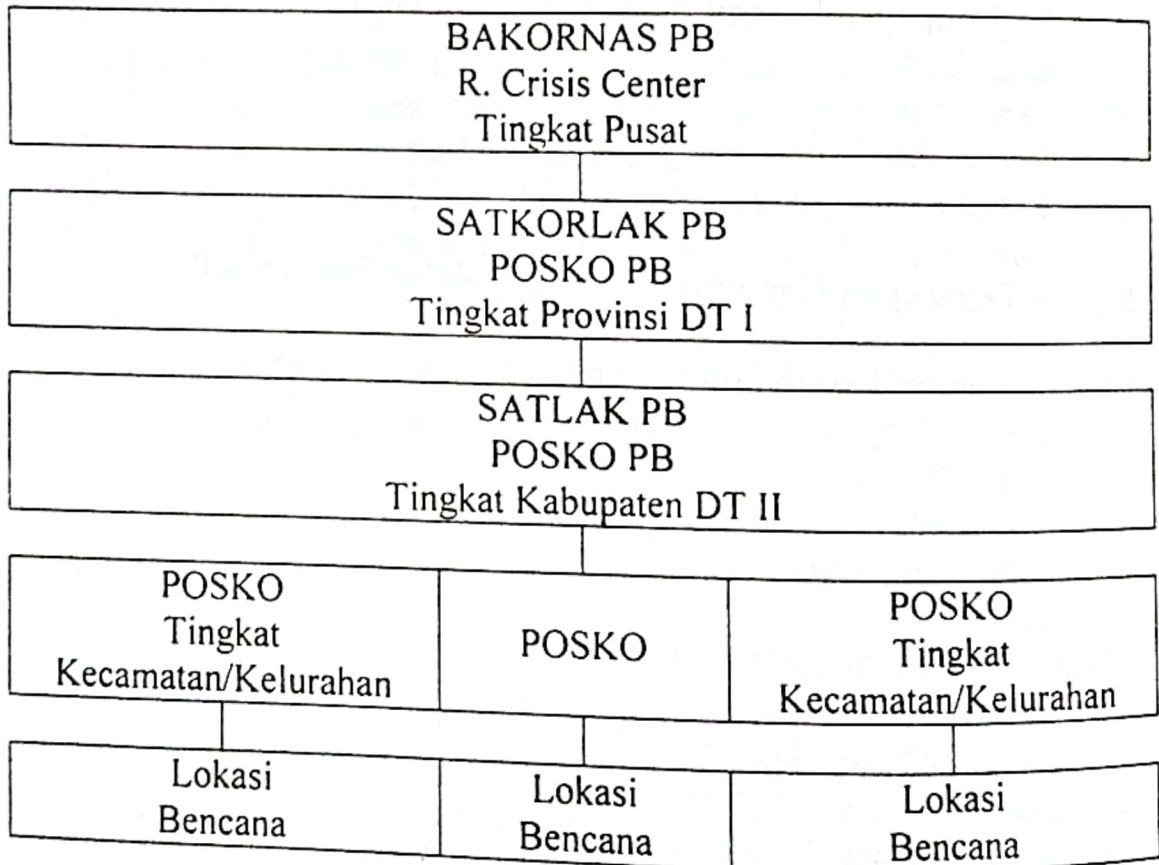 BAKORNAS PB
R. Crisis Center
Tingkat Pusat
SATKORLAK PB
POSKO PB
Tingkat Provinsi DT I
SATLAK PB
POSKO PB
Tingkat Kabupaten DT II
POSKO
Tingkat
Kecamatan/Kelurahan
POSKO
POSKO
Tingkat
Kecamatan/Kelurahan
Lokasi
Bencana
Lokasi
Bencana
Lokasi
Bencana